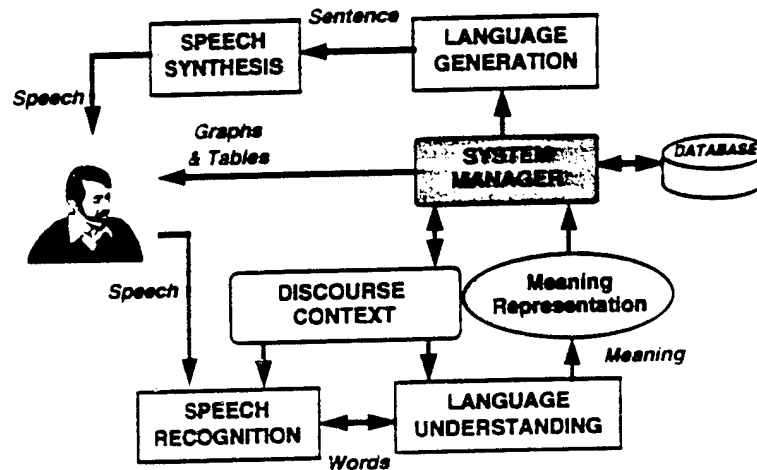 Sentence
SPEECH
SYNTHESIS
LANGUAGE
GENERATION
Speech
Graphs
& Tables
SYSTEM
MANAGER
DATABASE
Speech
DISCOURSE
CONTEXT
Meaning
Representation
Meaning
SPEECH
RECOGNITION
LANGUAGE
UNDERSTANDING
Words